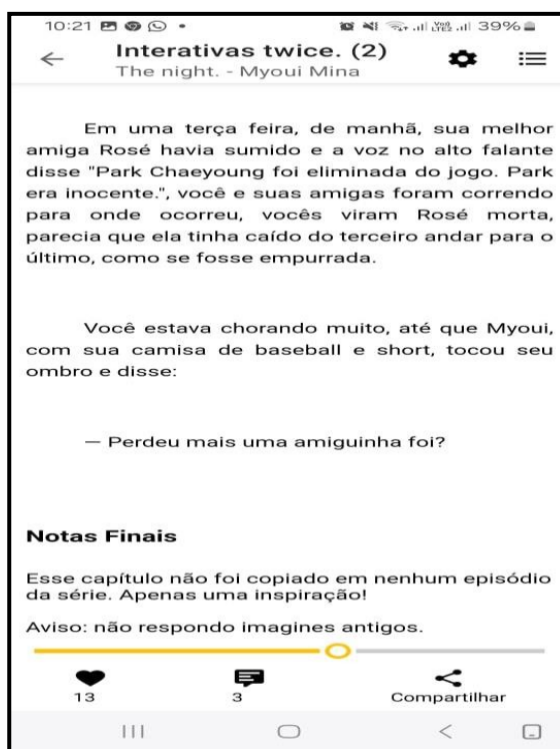 10:21 39%
Interativas twice. (2)
The night. - Myoui Mina
Em uma terça feira, de manhã, sua melhor
amiga Rosé havia sumido e a voz no alto falante
disse "Park Chaeyoung foi eliminada do jogo. Park
era inocente.", você e suas amigas foram correndo
para onde ocorreu, vocês viram Rosé morta,
parecia que ela tinha caído do terceiro andar para o
último, como se fosse empurrada.
Você estava chorando muito, até que Myoui,
com sua camisa de baseball e short, tocou seu
ombro e disse:
— Perdeu mais uma amiguinha foi?
Notas Finais
Esse capítulo não foi copiado em nenhum episódio
da série. Apenas uma inspiração!
Aviso: não respondo imagines antigos.
13 3 Compartilhar